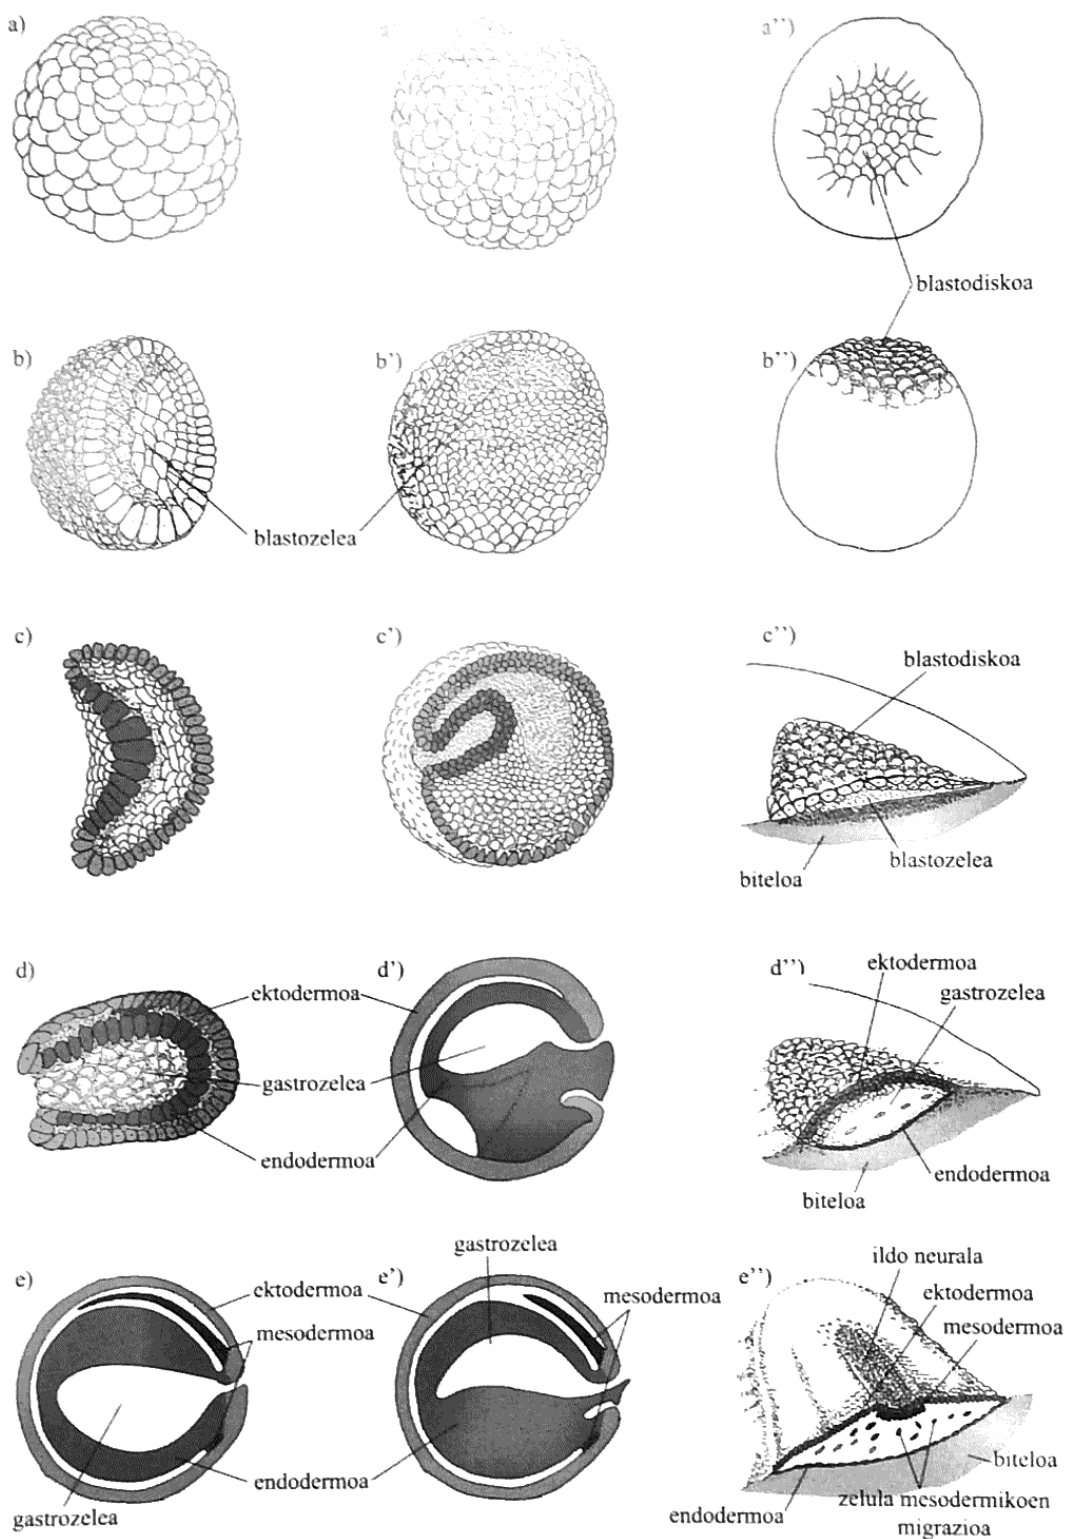 a)
a'')
blastodiskoa
b)
b')
b'')
blastozelea
c)
c')
c'')
blastodiskoa
blastozelea
biteloa
d)
d')
d'')
ektodermoa
ektodermoa
gastrozelea
gastrozelea
endodermoa
endodermoa
biteloa
gastrozelea
ildo neurala
e)
e')
e'')
ektodermoa
mesodermoa
ektodermoa
mesodermoa
mesodermoa
endodermoa
gastrozelea
biteloa
endodermoa
zelula mesodermikoen
migrazioa